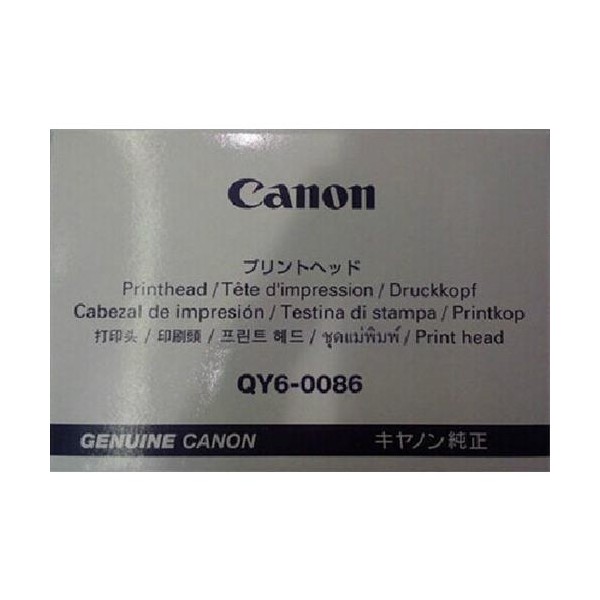 Canon
プリントヘッド
Printhead / Tête d'impression / Druckkopf
Cabezal de impresión / Testina di stampa / Printkop
打印头 / 印刷頭 / 프린트 헤드 / ชุดแม่พิมพ์ / Print head
QY6-0086
GENUINE CANON キヤノン純正